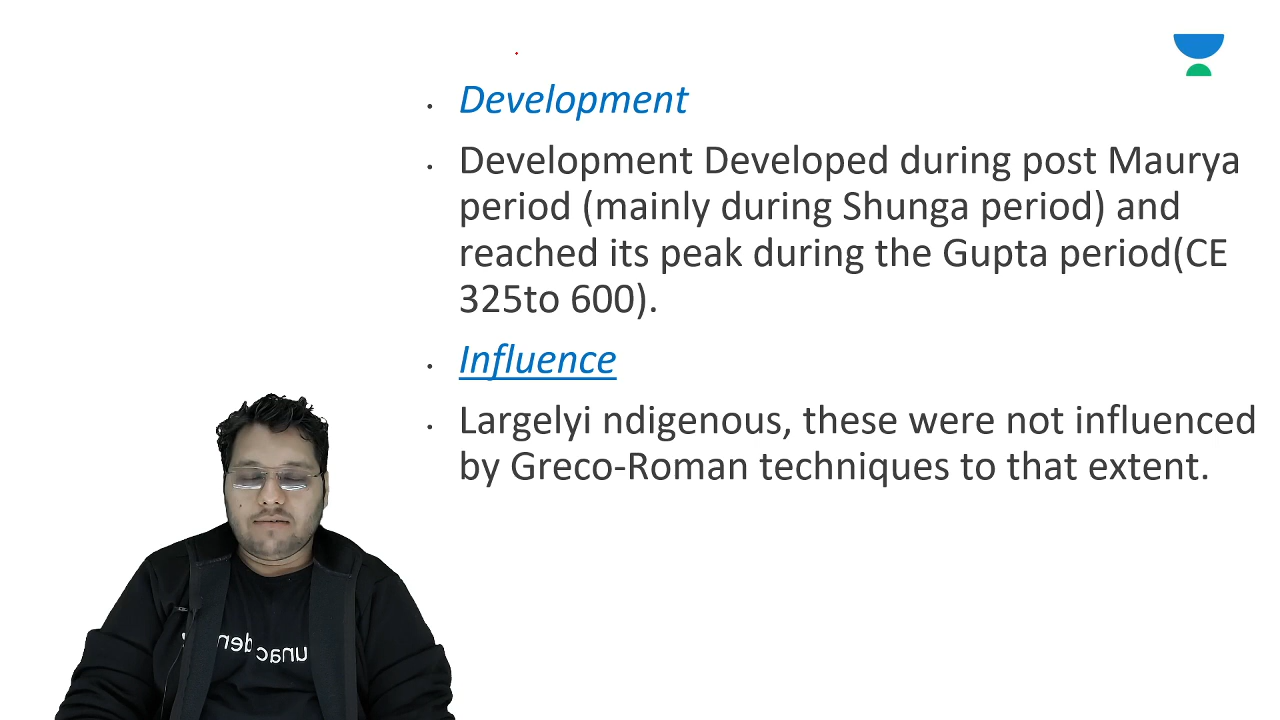 Development
Development Developed during post Maurya
period (mainly during Shunga period) and
reached its peak during the Gupta period(CE
325to 600).
Influence
Largelyi ndigenous, these were not influenced
by Greco-Roman techniques to that extent.